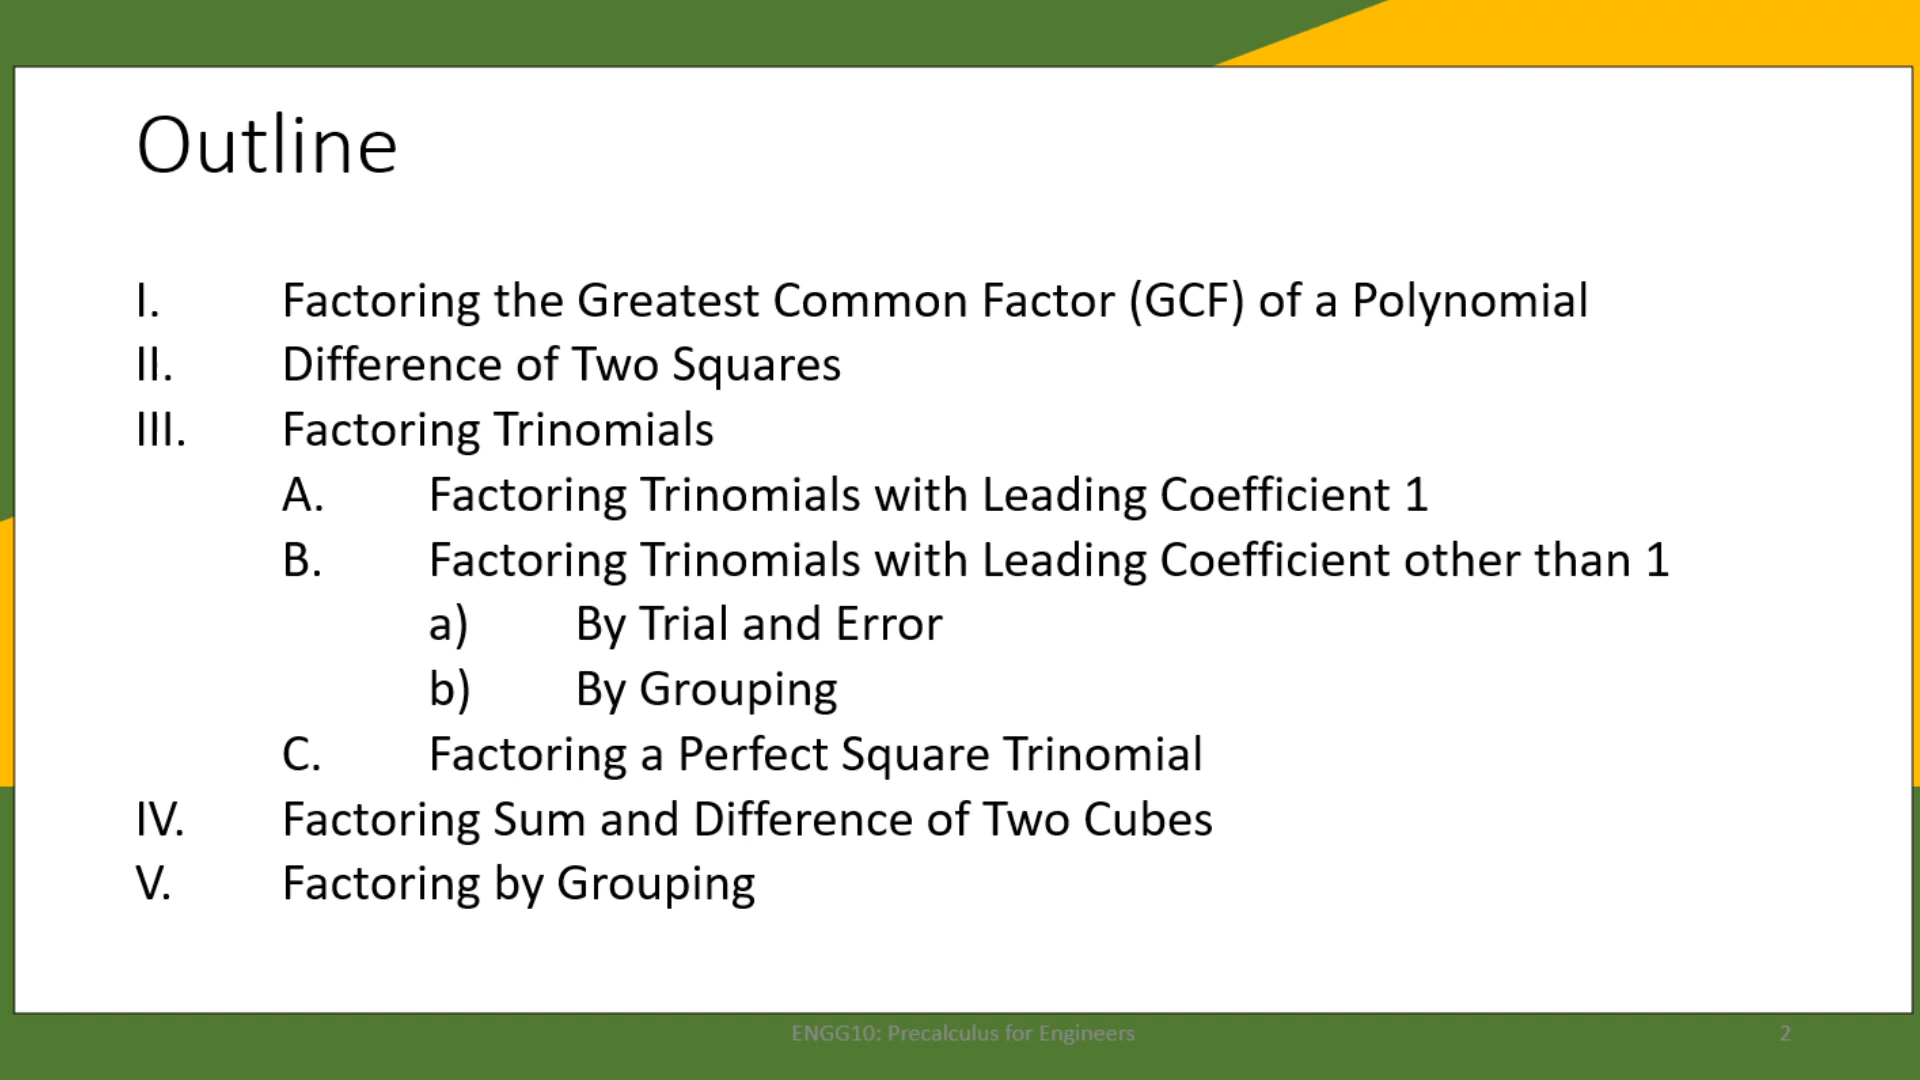 Outline
I. Factoring the Greatest Common Factor (GCF) of a Polynomial
II. Difference of Two Squares
III. Factoring Trinomials
A. Factoring Trinomials with Leading Coefficient 1
B. Factoring Trinomials with Leading Coefficient other than 1
a) By Trial and Error
b) By Grouping
C. Factoring a Perfect Square Trinomial
IV. Factoring Sum and Difference of Two Cubes
V. Factoring by Grouping
ENGG10: Precalculus for Engineers 2